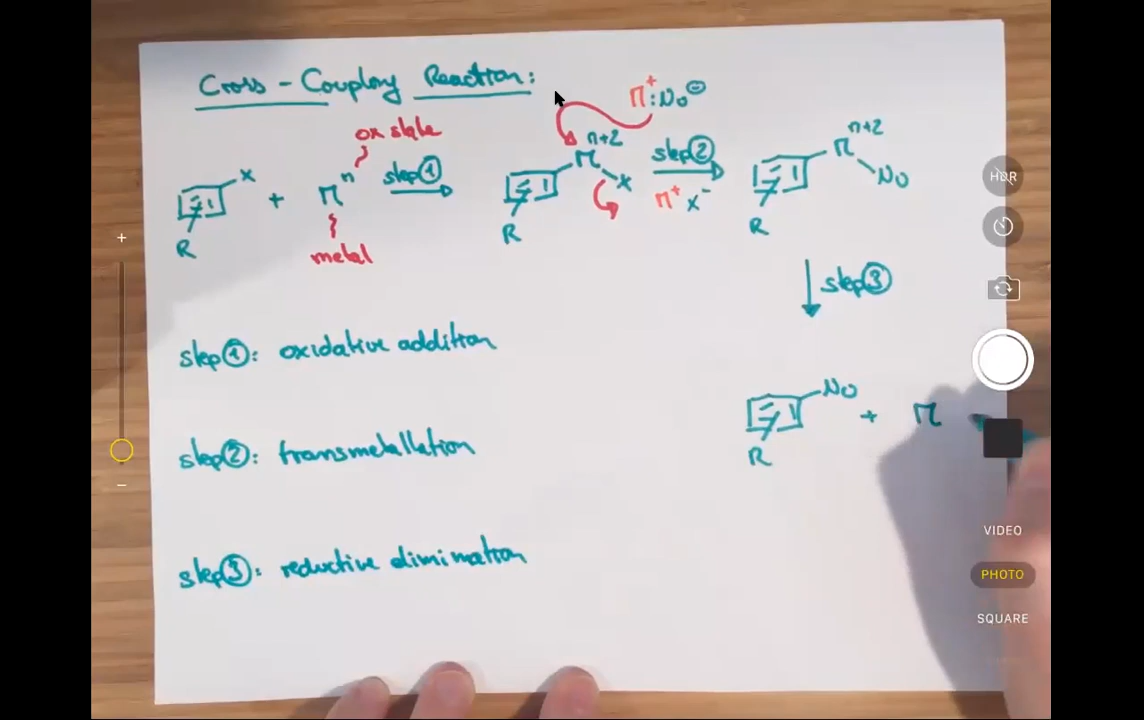 Cross-Coupling Reaction:
M⁺ :Nu⊖
ox state
X + Mⁿ step① n+2 M X step② M⁺ X⁻ n+2 M Nu
R R R
metal
step③
step①: oxidative addition
Nu + M
R
step②: transmetallation
step③: reductive elimination
HDR
VIDEO
PHOTO
SQUARE